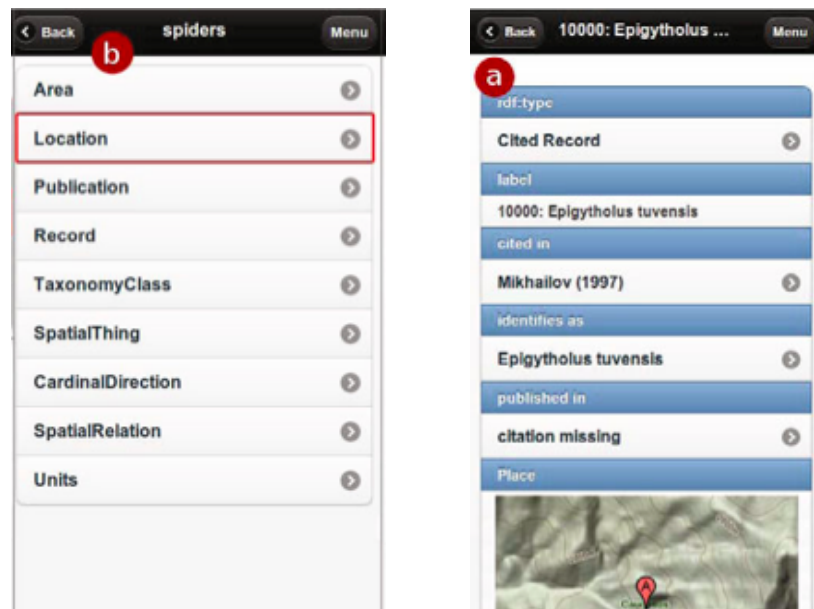 Back
spiders
Menu
b
Area
Location
Publication
Record
TaxonomyClass
SpatialThing
CardinalDirection
SpatialRelation
Units
Back
10000: Epigytholus ...
Menu
a
rdf:type
Cited Record
label
10000: Epigytholus tuvensis
cited in
Mikhailov (1997)
identifies as
Epigytholus tuvensis
published in
citation missing
Place
A